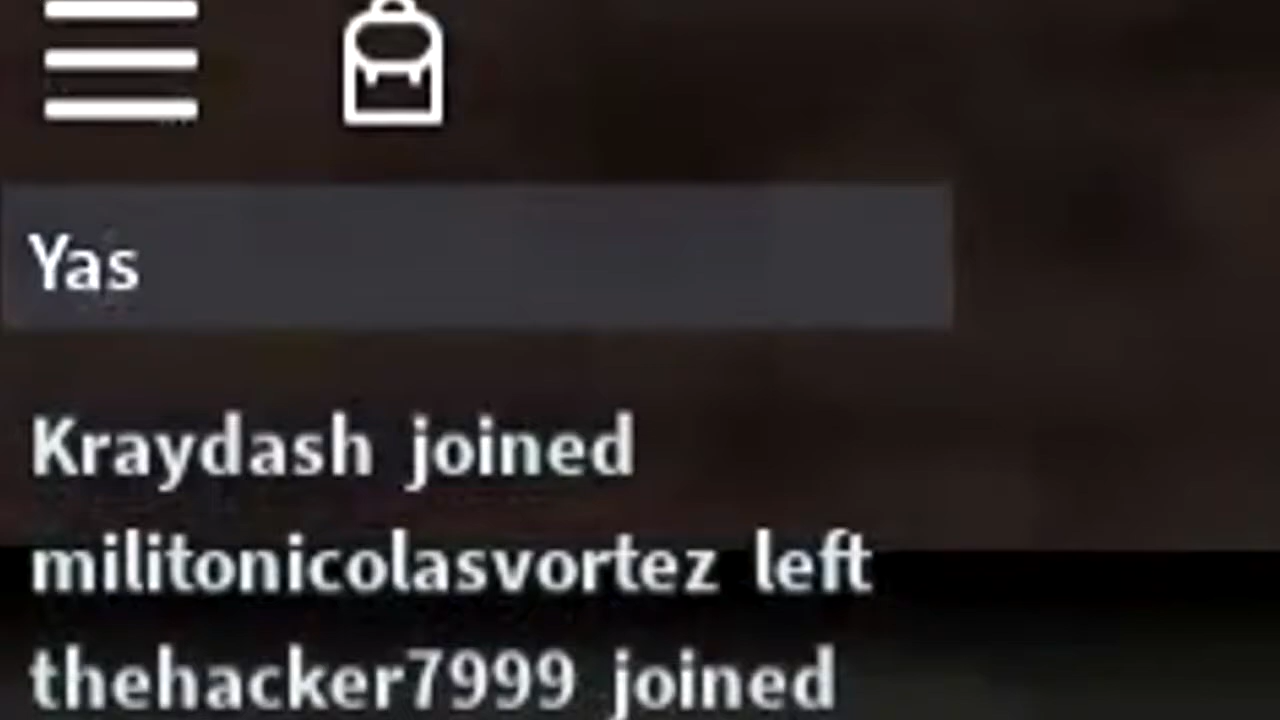 Yas
Kraydash joined
militonicolasvortez left
thehacker7999 joined